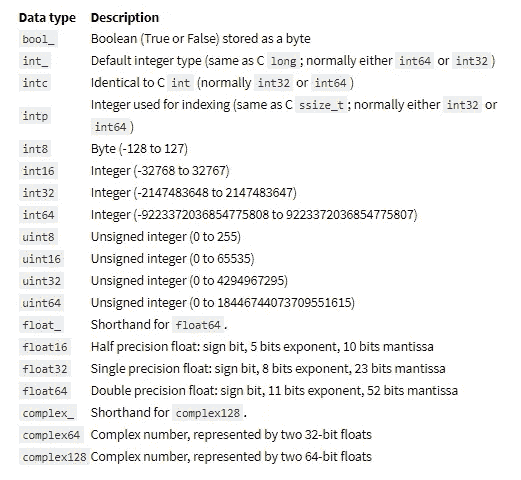 Data type Description
bool_ Boolean (True or False) stored as a byte
int_ Default integer type (same as C long; normally either int64 or int32)
intc Identical to C int (normally int32 or int64)
intp Integer used for indexing (same as C ssize_t; normally either int32 or
int64)
int8 Byte (-128 to 127)
int16 Integer (-32768 to 32767)
int32 Integer (-2147483648 to 2147483647)
int64 Integer (-9223372036854775808 to 9223372036854775807)
uint8 Unsigned integer (0 to 255)
uint16 Unsigned integer (0 to 65535)
uint32 Unsigned integer (0 to 4294967295)
uint64 Unsigned integer (0 to 18446744073709551615)
float_ Shorthand for float64.
float16 Half precision float: sign bit, 5 bits exponent, 10 bits mantissa
float32 Single precision float: sign bit, 8 bits exponent, 23 bits mantissa
float64 Double precision float: sign bit, 11 bits exponent, 52 bits mantissa
complex_ Shorthand for complex128.
complex64 Complex number, represented by two 32-bit floats
complex128 Complex number, represented by two 64-bit floats